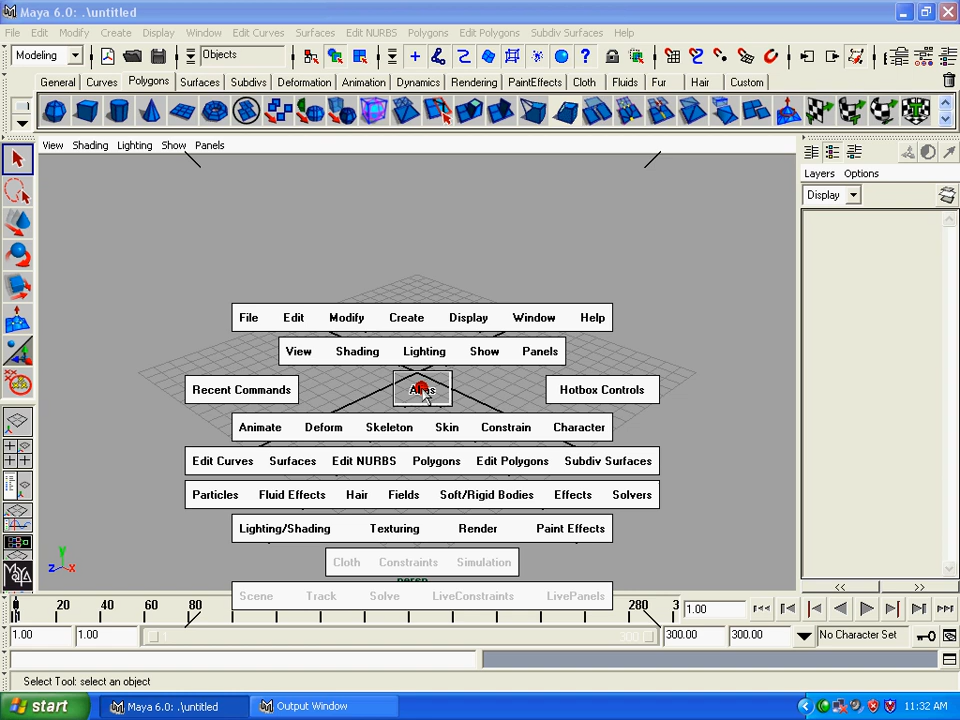 Maya 6.0: .\untitled
File Edit Modify Create Display Window Edit Curves Surfaces Edit NURBS Polygons Edit Polygons Subdiv Surfaces Help
Modeling Objects
General Curves Polygons Surfaces Subdivs Deformation Animation Dynamics Rendering PaintEffects Cloth Fluids Fur Hair Custom
View Shading Lighting Show Panels
Layers Options
Display
File Edit Modify Create Display Window Help
View Shading Lighting Show Panels
Recent Commands Hotbox Controls
Animate Deform Skeleton Skin Constrain Character
Edit Curves Surfaces Edit NURBS Polygons Edit Polygons Subdiv Surfaces
Particles Fluid Effects Hair Fields Soft/Rigid Bodies Effects Solvers
Lighting/Shading Texturing Render Paint Effects
Cloth Constraints Simulation
persp
Scene Track Solve LiveConstraints LivePanels
y
z x
MAYA
20 40 60 80 280 3 1.00
1.00 1.00 1 300 300.00 300.00 No Character Set
Select Tool: select an object
start Maya 6.0: .\untitled Output Window 11:32 AM